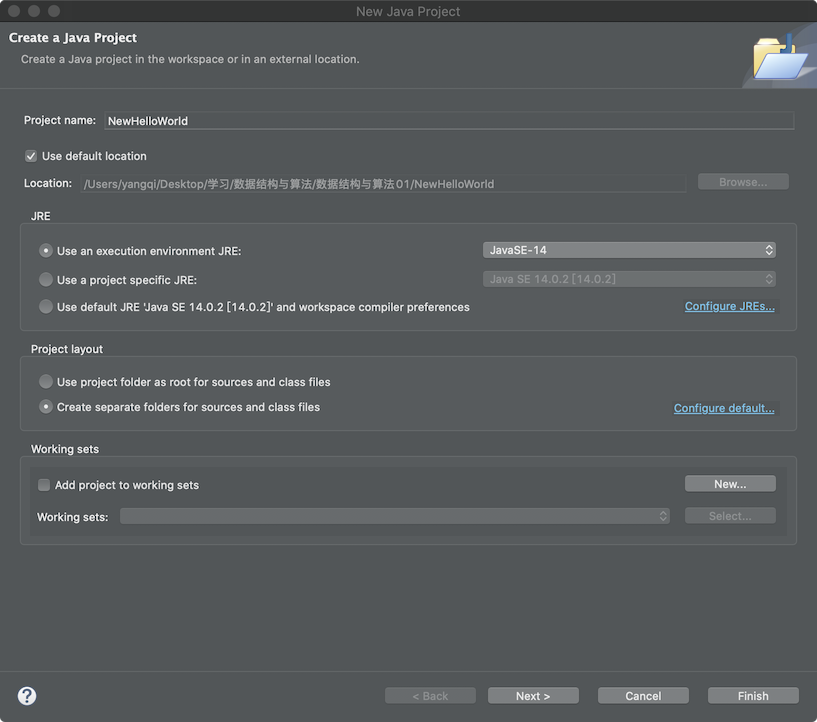 New Java Project
Create a Java Project
Create a Java project in the workspace or in an external location.
Project name: NewHelloWorld
Use default location
Location: /Users/yangqi/Desktop/学习/数据结构与算法/数据结构与算法01/NewHelloWorld Browse...
JRE
Use an execution environment JRE: JavaSE-14
Use a project specific JRE: Java SE 14.0.2 [14.0.2]
Use default JRE 'Java SE 14.0.2 [14.0.2]' and workspace compiler preferences Configure JREs...
Project layout
Use project folder as root for sources and class files
Create separate folders for sources and class files Configure default...
Working sets
Add project to working sets New...
Working sets: Select...
? < Back Next > Cancel Finish